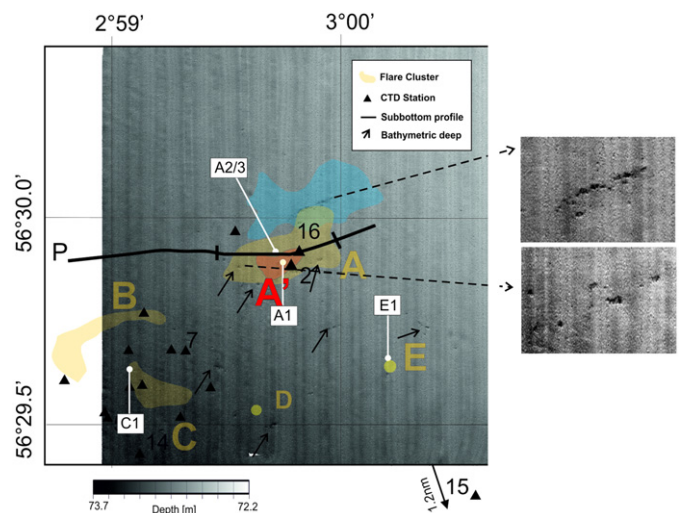 2°59'
3°00'
Flare Cluster
CTD Station
Subbottom profile
Bathymetric deep
A2/3
56°30.0'
P
16
A
2
A'
B
A1
E1
7
E
D
C
C1
14
56°29.5'
15
1.2nm
73.7
72.2
Depth [m]